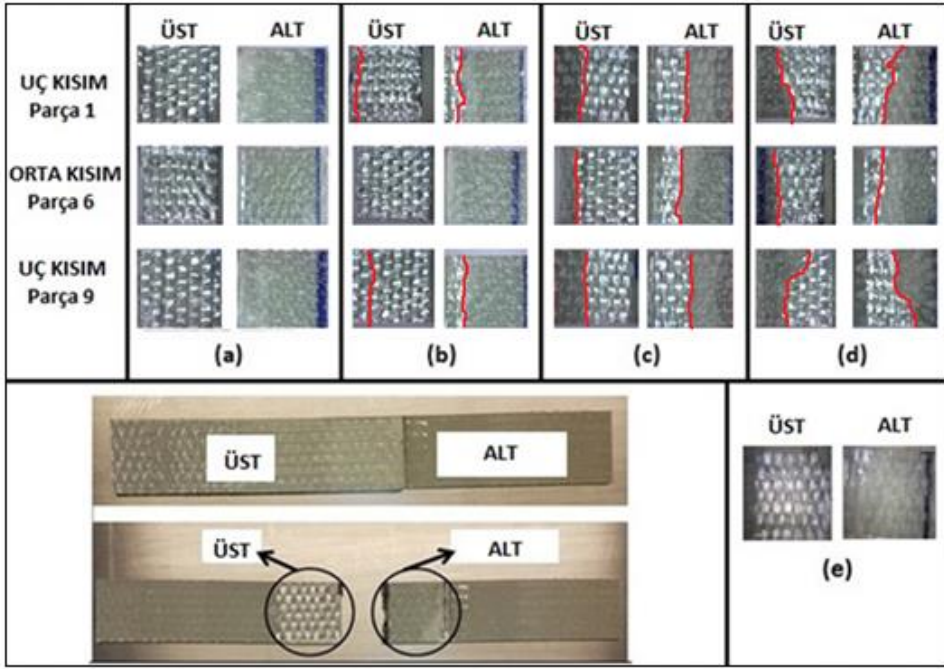 ÜST ALT ÜST ALT ÜST ALT ÜST ALT
UÇ KISIM
Parça 1
ORTA KISIM
Parça 6
UÇ KISIM
Parça 9
(a) (b) (c) (d)
ÜST ALT
ÜST ALT
ÜST ALT
(e)